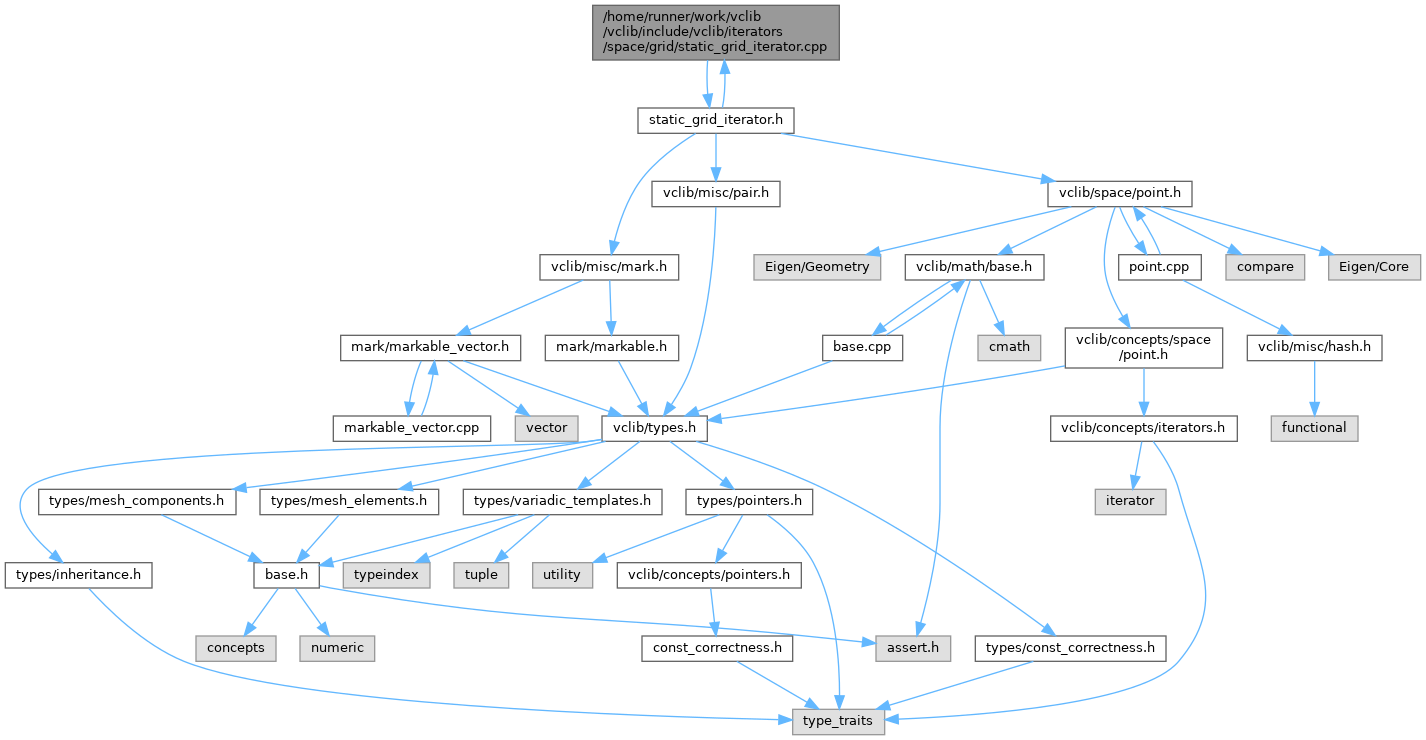 /home/runner/work/vclib
/vclib/include/vclib/iterators
/space/grid/static_grid_iterator.cpp
static_grid_iterator.h
vclib/misc/pair.h
vclib/space/point.h
vclib/misc/mark.h
Eigen/Geometry
vclib/math/base.h
point.cpp
compare
Eigen/Core
mark/markable_vector.h
mark/markable.h
base.cpp
cmath
vclib/concepts/space
/point.h
vclib/misc/hash.h
markable_vector.cpp
vector
vclib/types.h
vclib/concepts/iterators.h
functional
types/mesh_components.h
types/mesh_elements.h
types/variadic_templates.h
types/pointers.h
iterator
types/inheritance.h
base.h
typeindex
tuple
utility
vclib/concepts/pointers.h
concepts
numeric
const_correctness.h
assert.h
types/const_correctness.h
type_traits